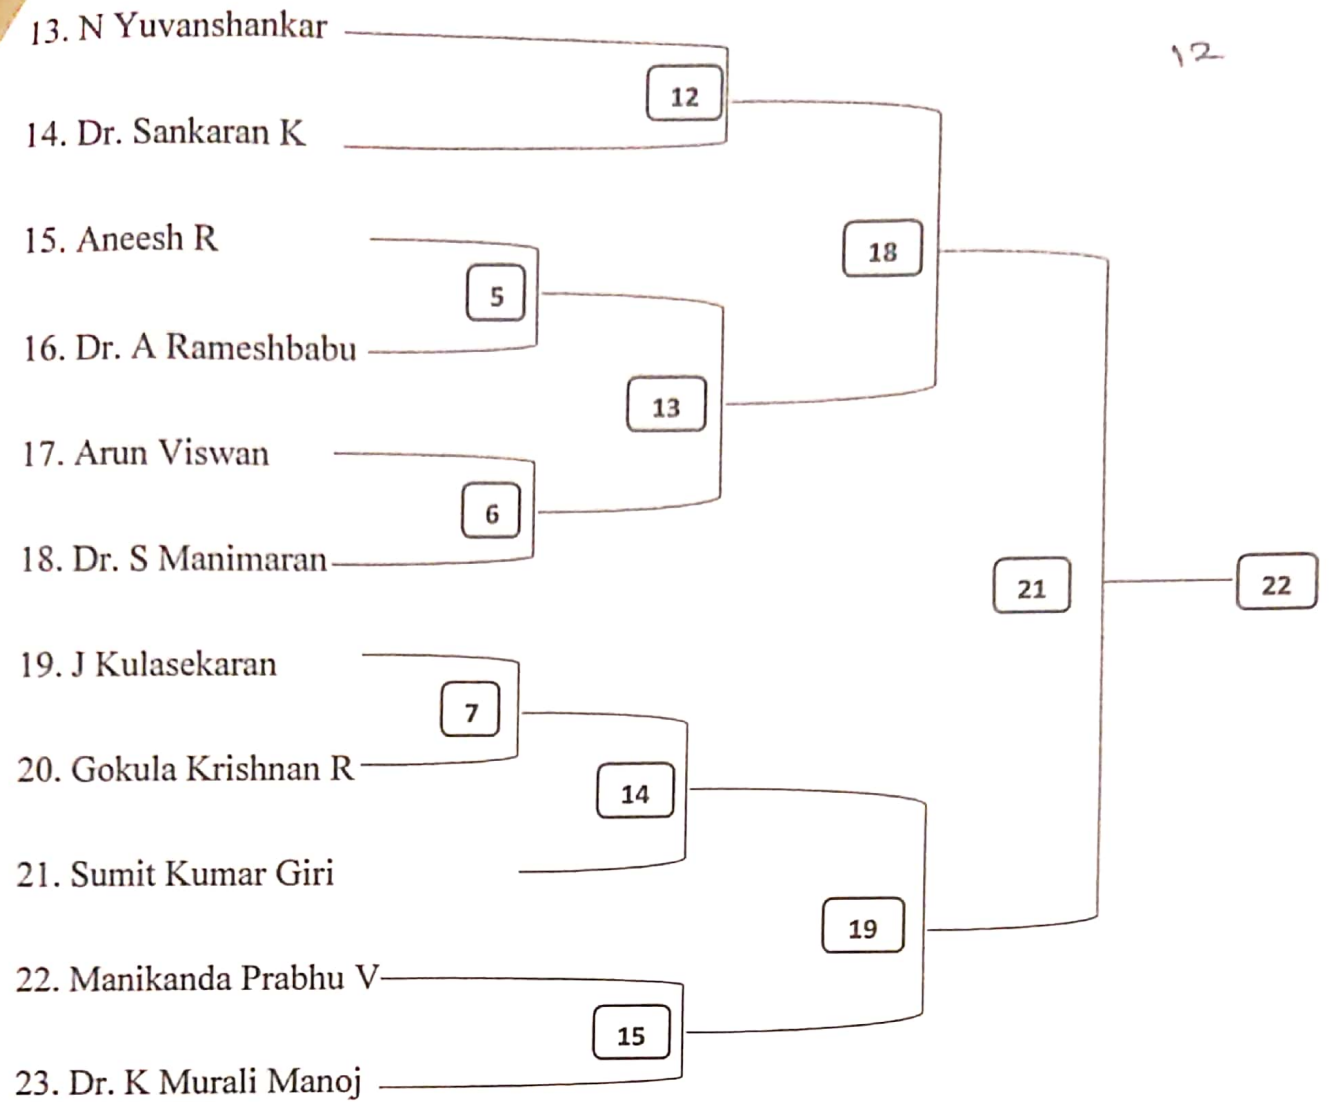 13. N Yuvanshankar
12
12
14. Dr. Sankaran K
15. Aneesh R
18
5
16. Dr. A Rameshbabu
13
17. Arun Viswan
6
18. Dr. S Manimaran
21
22
19. J Kulasekaran
7
20. Gokula Krishnan R
14
21. Sumit Kumar Giri
19
22. Manikanda Prabhu V
15
23. Dr. K Murali Manoj